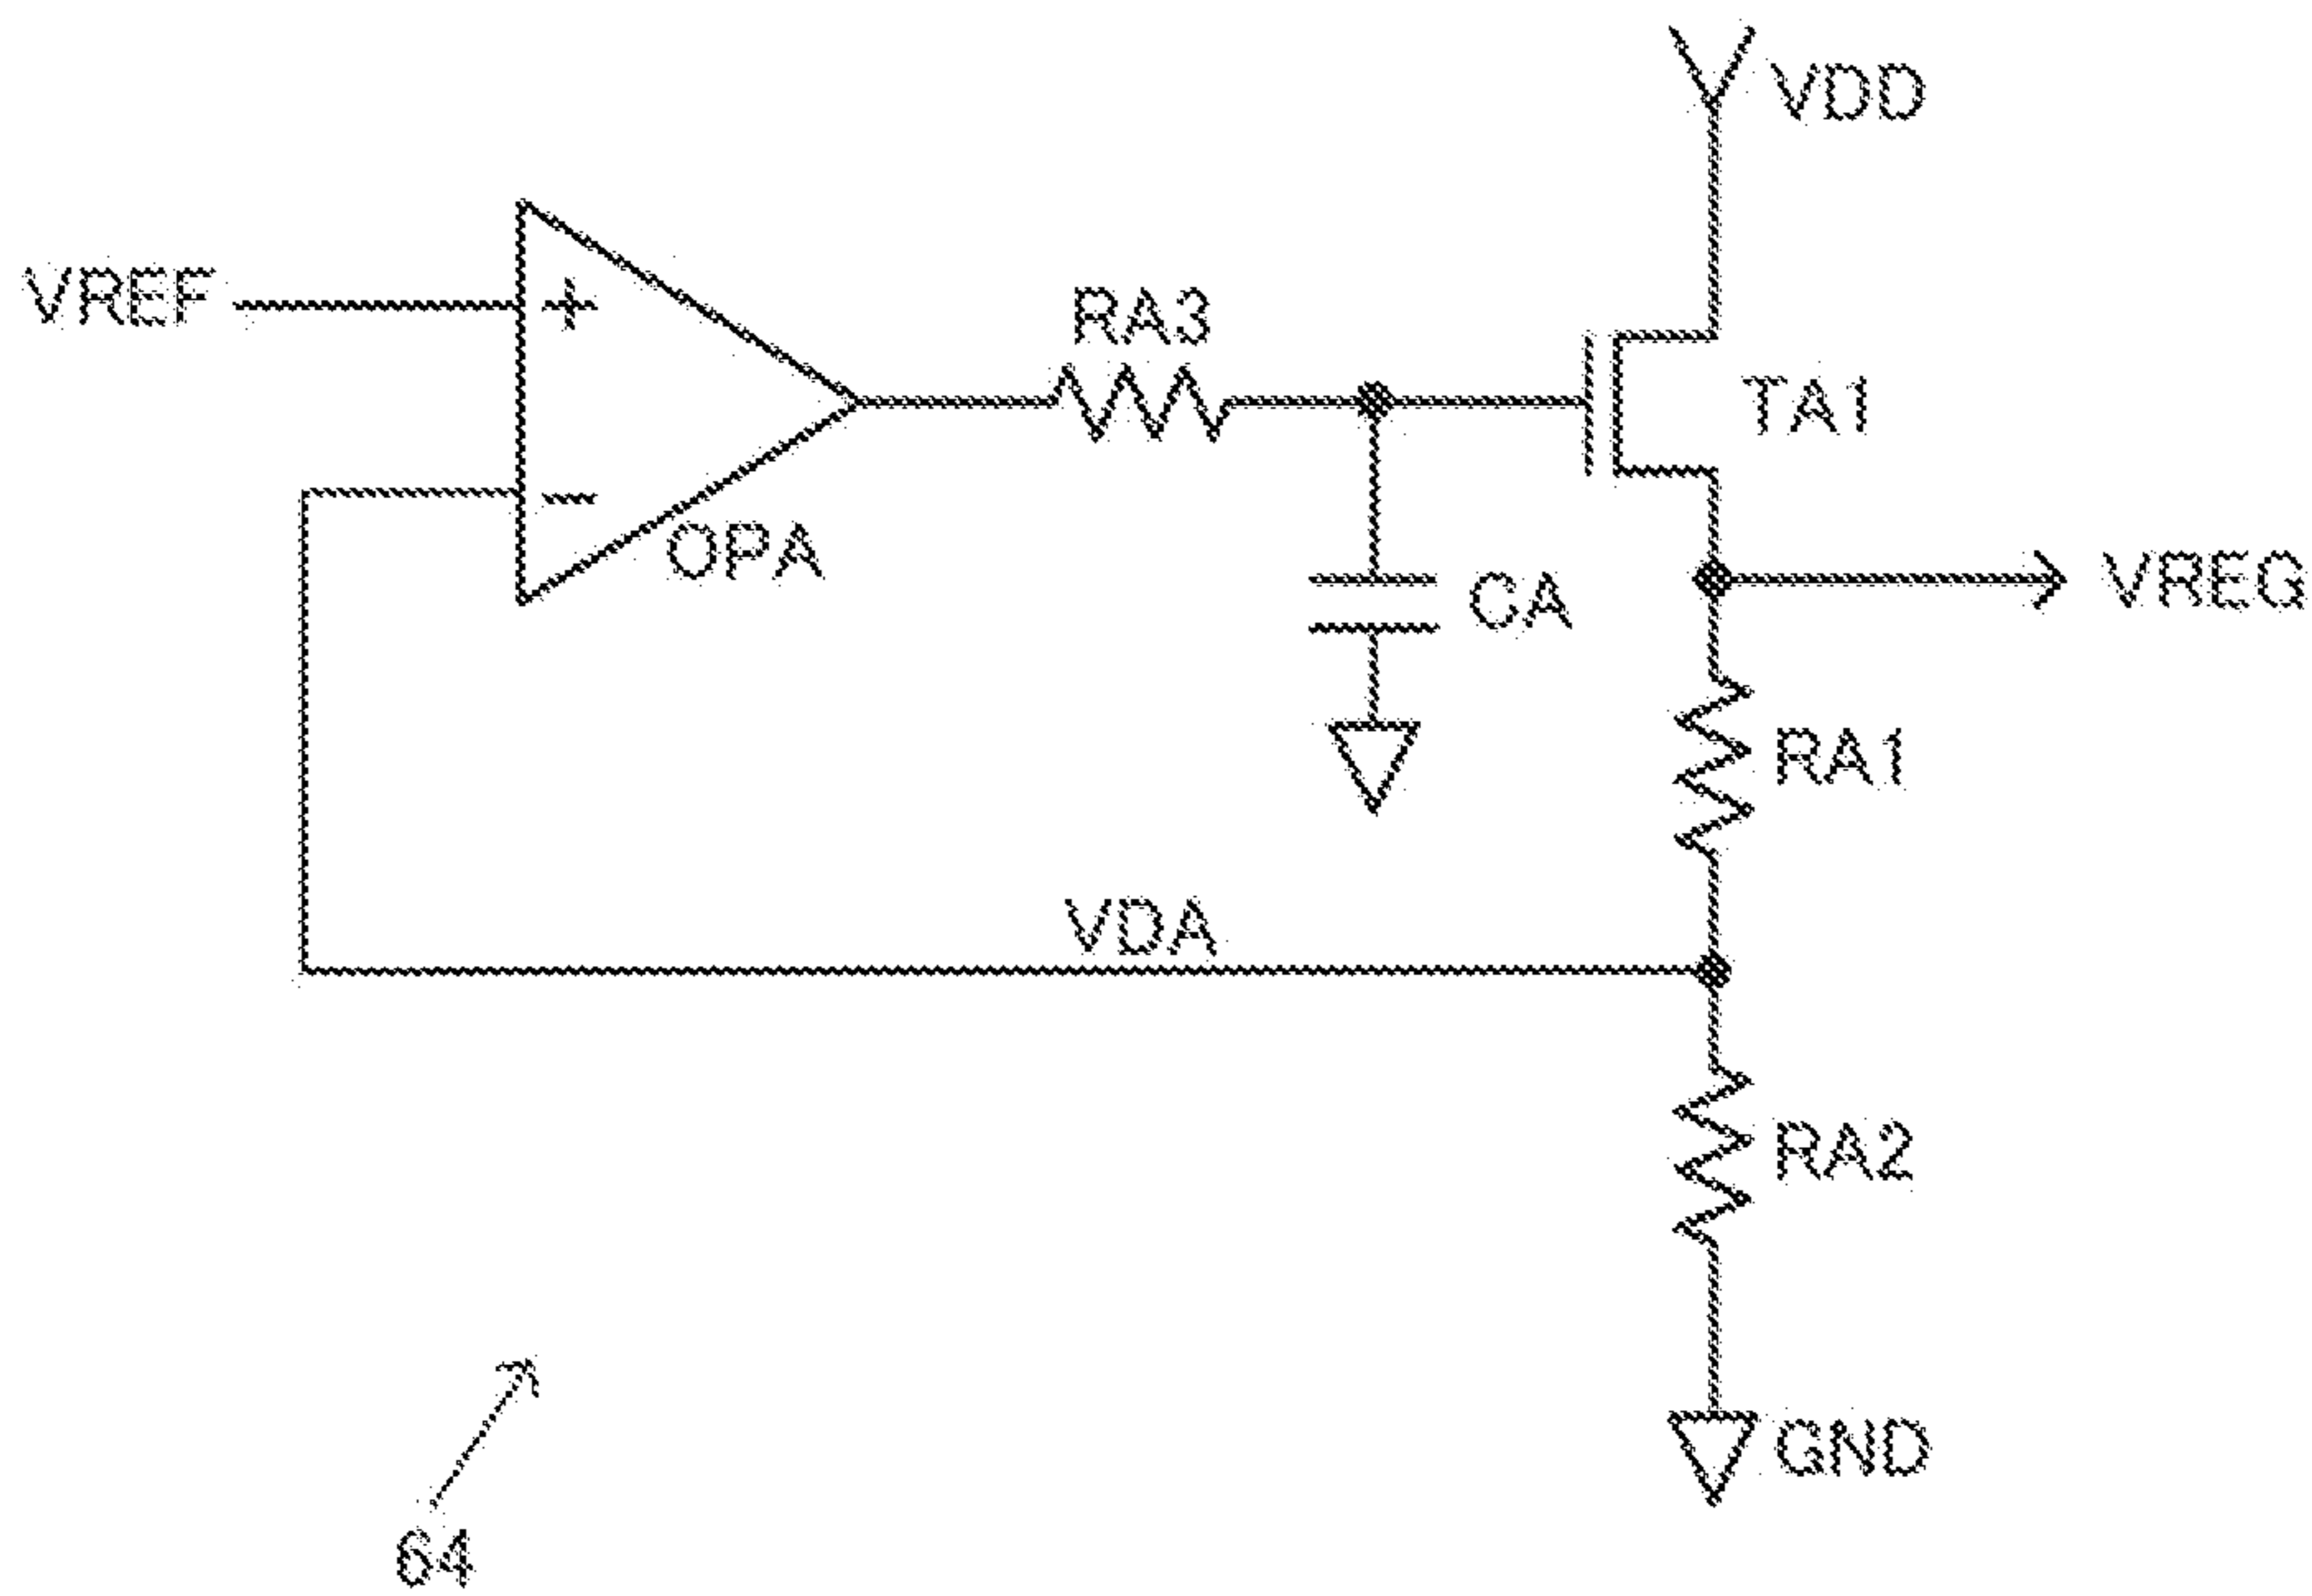 VDD
VREF
+
RA3
TA1
−
OPA
VREG
CA
RA1
VDA
RA2
GND
64